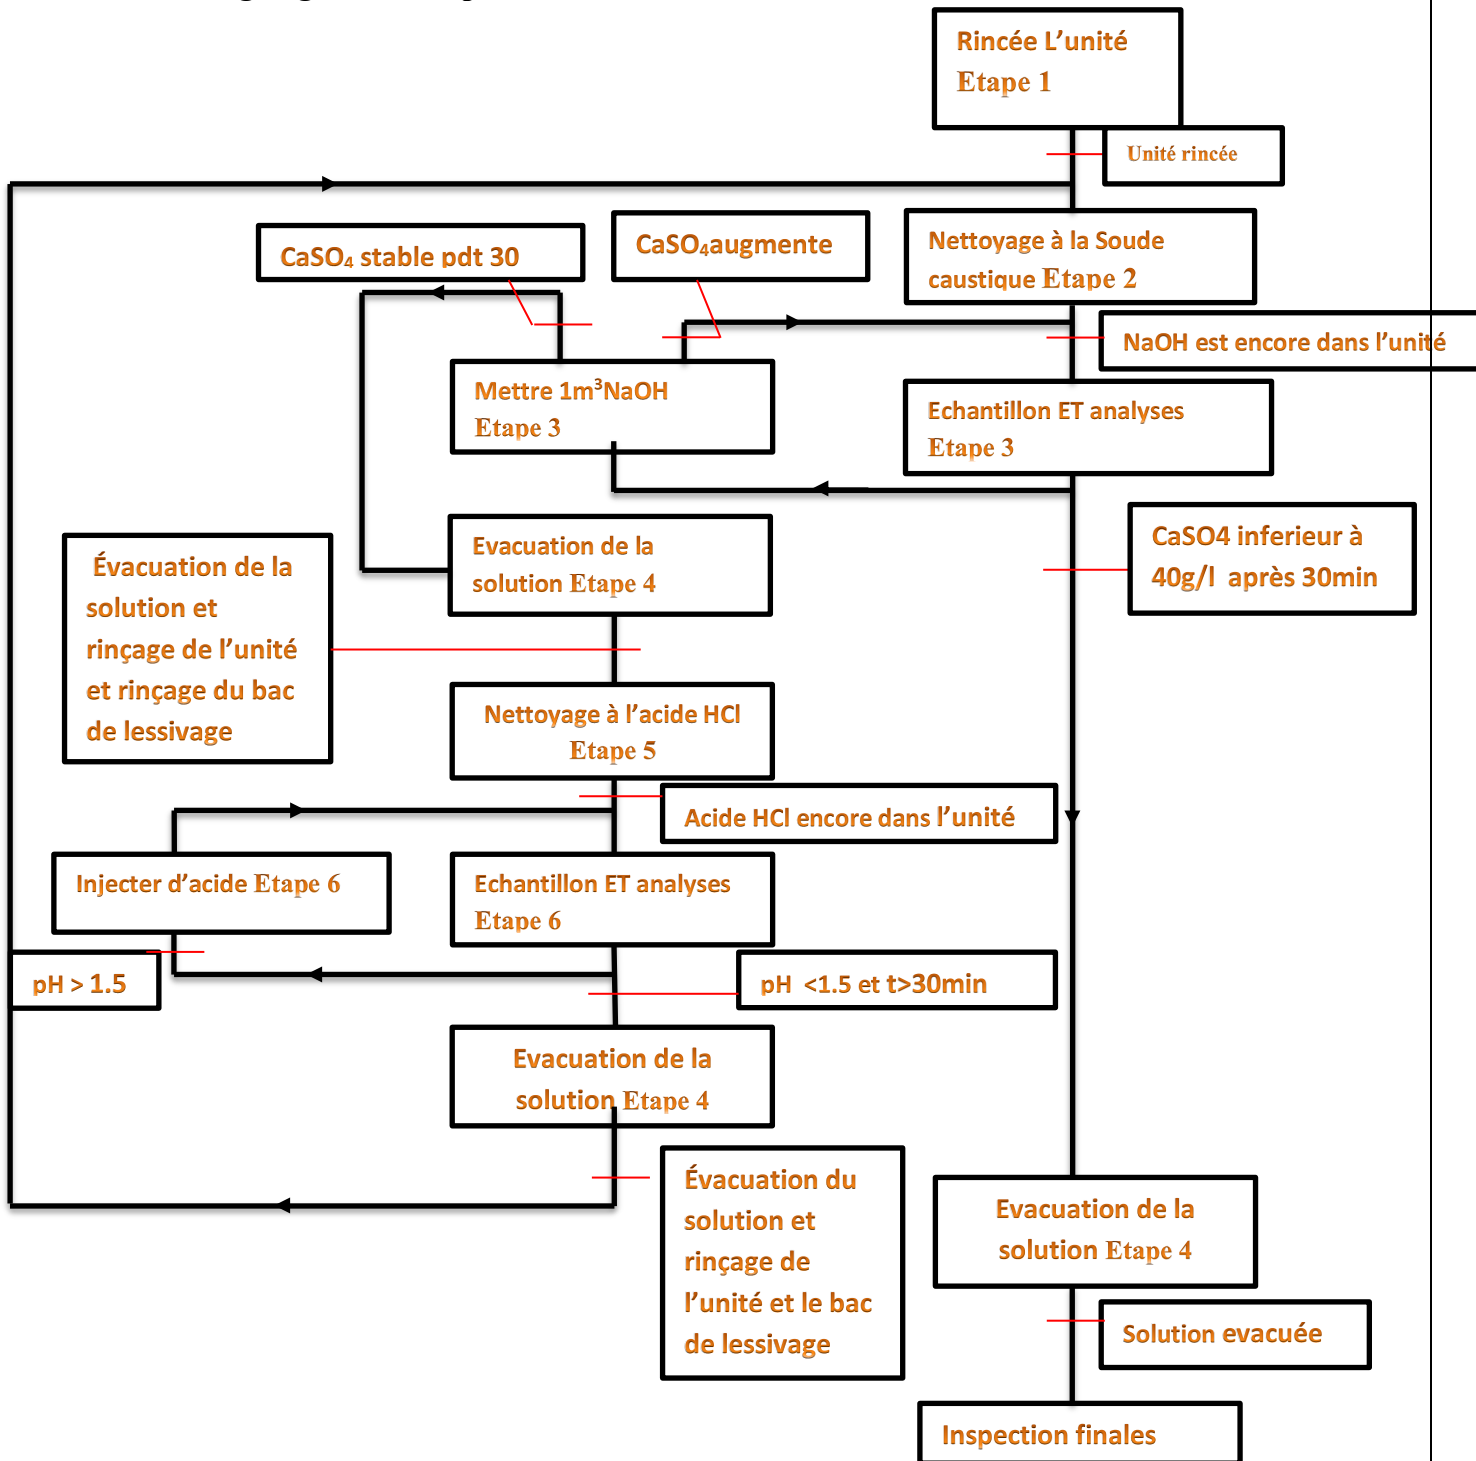 Rincée L’unité
Etape 1
Unité rincée
CaSO₄ stable pdt 30
CaSO₄augmente
Nettoyage à la Soude
caustique Etape 2
NaOH est encore dans l’unité
Mettre 1m³NaOH
Etape 3
Echantillon ET analyses
Etape 3
Evacuation de la
solution Etape 4
CaSO4 inferieur à
40g/l après 30min
Évacuation de la
solution et
rinçage de l’unité
et rinçage du bac
de lessivage
Nettoyage à l’acide HCl
Etape 5
Acide HCl encore dans l’unité
Injecter d’acide Etape 6
Echantillon ET analyses
Etape 6
pH > 1.5
pH <1.5 et t>30min
Evacuation de la
solution Etape 4
Évacuation du
solution et
rinçage de
l’unité et le bac
de lessivage
Evacuation de la
solution Etape 4
Solution evacuée
Inspection finales